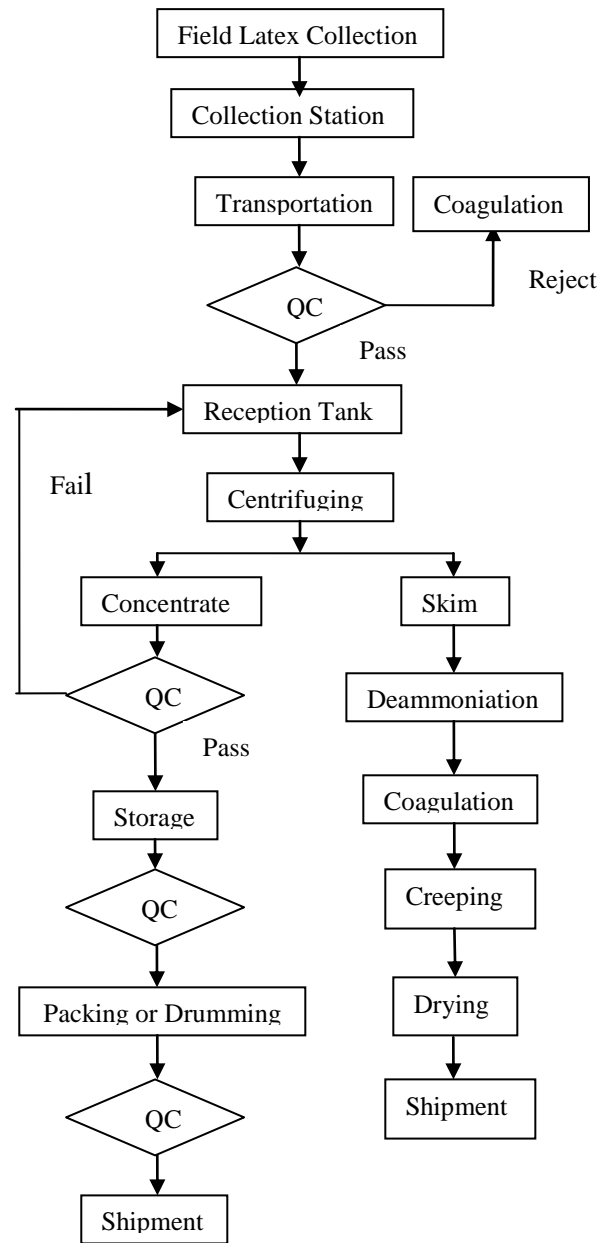 Field Latex Collection
Collection Station
Transportation
Coagulation
QC
Reject
Pass
Reception Tank
Fail
Centrifuging
Concentrate
Skim
QC
Deammoniation
Pass
Storage
Coagulation
QC
Creeping
Packing or Drumming
Drying
QC
Shipment
Shipment